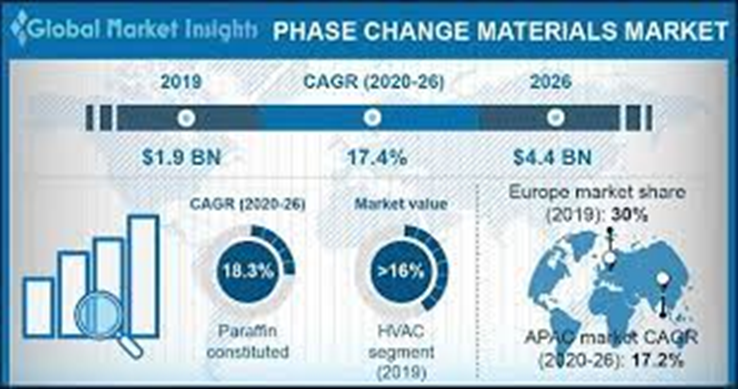 Global Market Insights PHASE CHANGE MATERIALS MARKET
2019 CAGR (2020-26) 2026
$1.9 BN 17.4% $4.4 BN
CAGR (2020-26)
18.3%
Paraffin
constituted
Market value
>16%
HVAC
segment
(2019)
Europe market share
(2019): 30%
APAC market CAGR
(2020-26): 17.2%